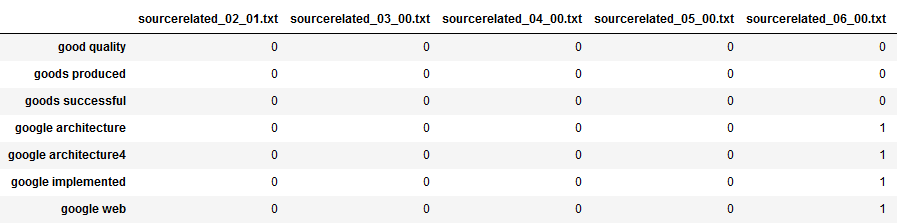 sourcerelated_02_01.txt sourcerelated_03_00.txt sourcerelated_04_00.txt sourcerelated_05_00.txt sourcerelated_06_00.txt
good quality 0 0 0 0 0
goods produced 0 0 0 0 0
goods successful 0 0 0 0 0
google architecture 0 0 0 0 1
google architecture4 0 0 0 0 1
google implemented 0 0 0 0 1
google web 0 0 0 0 1